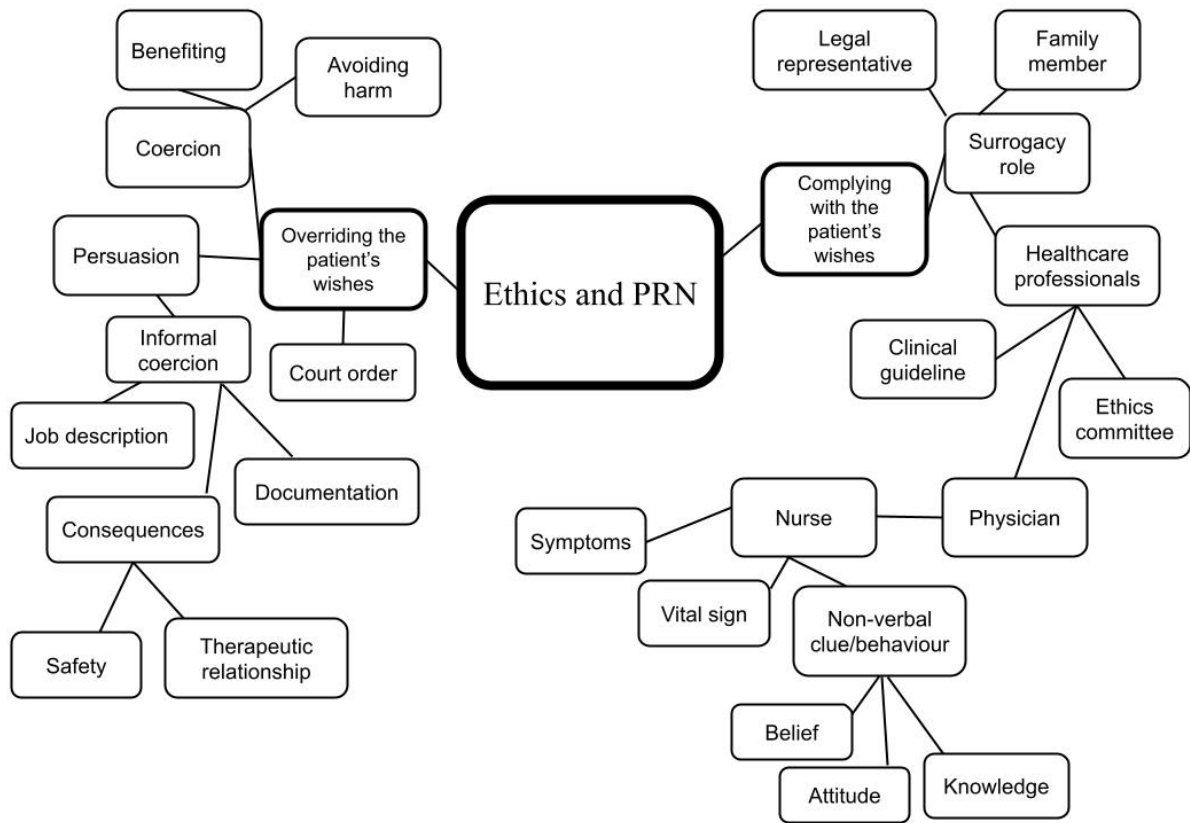 Benefiting
Avoiding
harm
Coercion
Persuasion
Overriding the
patient's
wishes
Informal
coercion
Court order
Job description
Documentation
Consequences
Safety
Therapeutic
relationship
Ethics and PRN
Legal
representative
Family
member
Surrogacy
role
Complying
with the
patient's
wishes
Healthcare
professionals
Clinical
guideline
Ethics
committee
Physician
Nurse
Symptoms
Vital sign
Non-verbal
clue/behaviour
Belief
Attitude
Knowledge